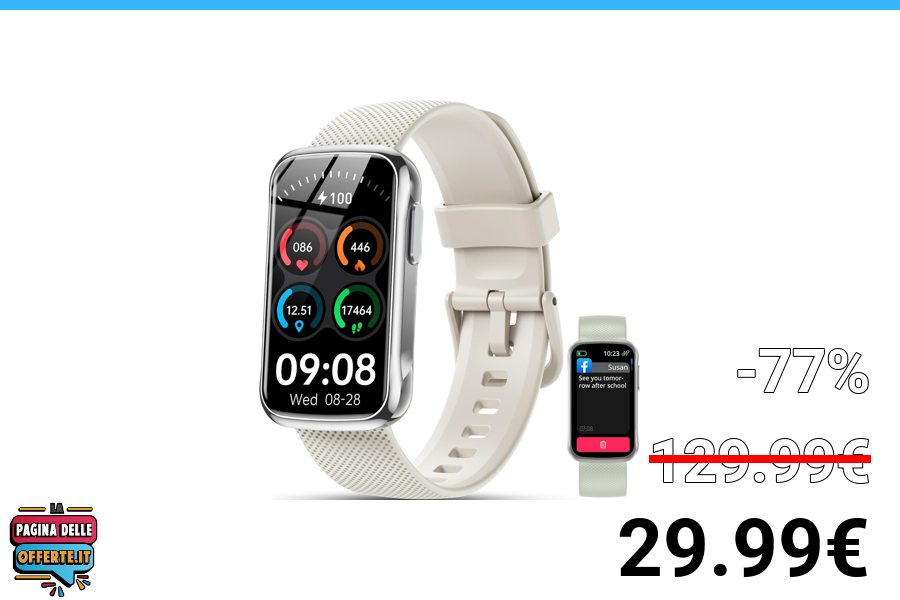 100
086
446
12.51
17464
09:08
Wed 08-28
10:23
Susan
See you tomor-
row after school
07:08
-77%
129.99€
29.99€
LA
PAGINA DELLE
OFFERTE.IT